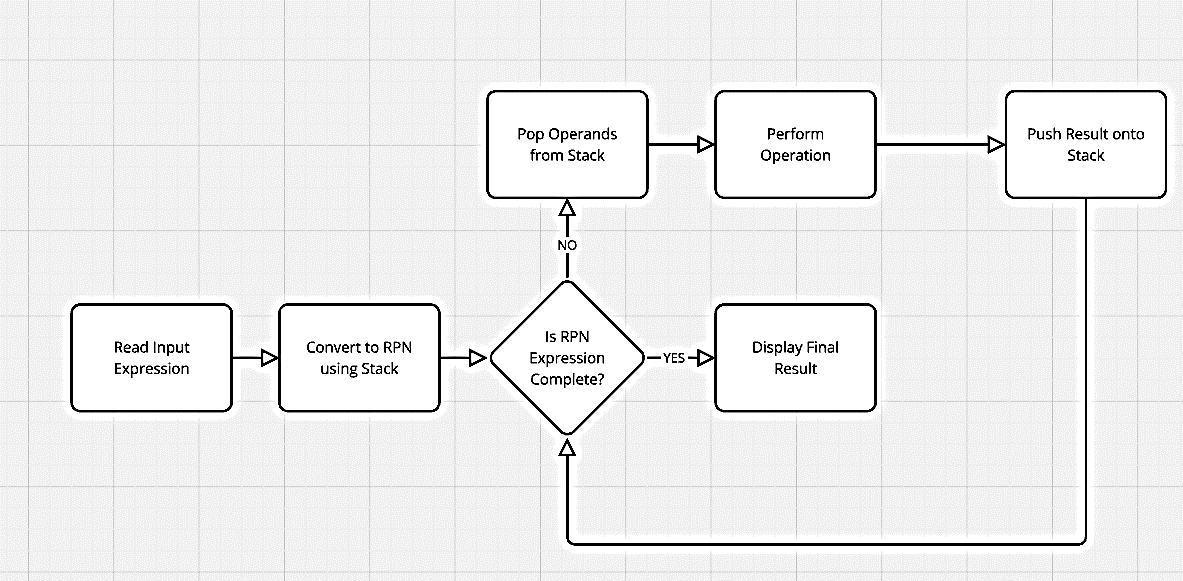 Pop Operands
from Stack
Perform
Operation
Push Result onto
Stack
NO
Read Input
Expression
Convert to RPN
using Stack
Is RPN
Expression
Complete?
YES
Display Final
Result